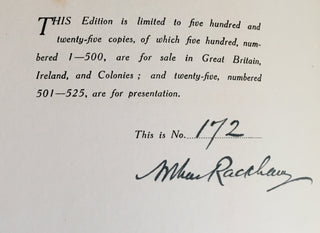 THIS Edition is limited to five hundred and
twenty-five copies, of which five hundred, num-
bered 1—500, are for sale in Great Britain,
Ireland, and Colonies; and twenty-five, numbered
501—525, are for presentation.
This is No. 172
Arthur Rackham